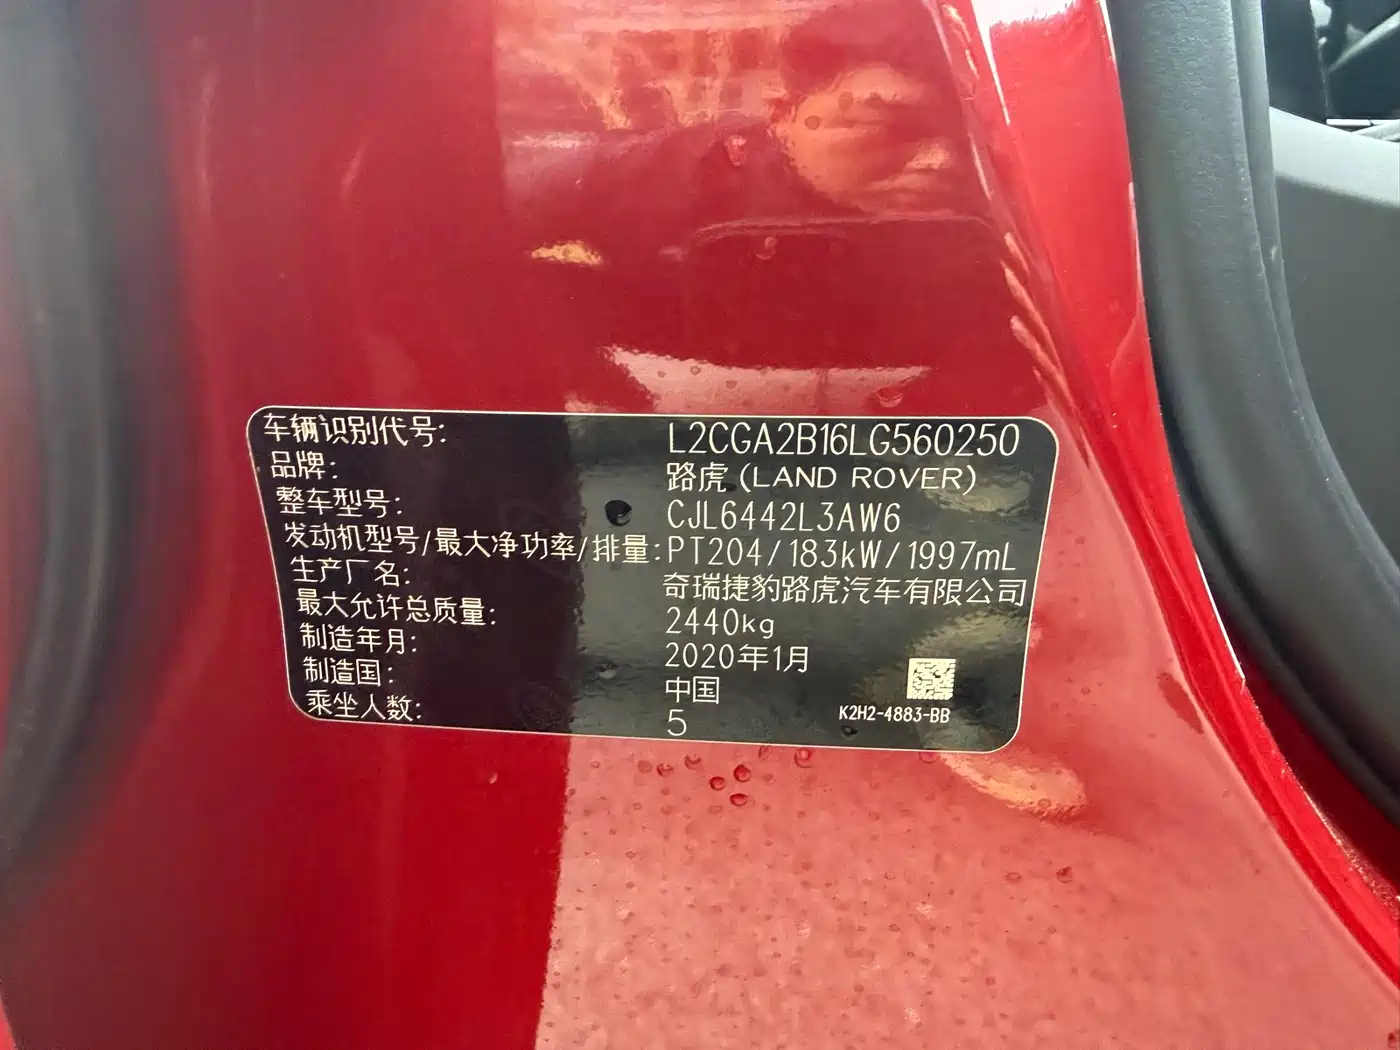 车辆识别代号: L2CGA2B16LG560250
品牌: 路虎 (LAND ROVER)
整车型号: CJL6442L3AW6
发动机型号/最大净功率/排量: PT204/183kW/1997mL
生产厂名: 奇瑞捷豹路虎汽车有限公司
最大允许总质量: 2440kg
制造年月: 2020年1月
制造国: 中国
乘坐人数: 5
K2H2-4883-BB